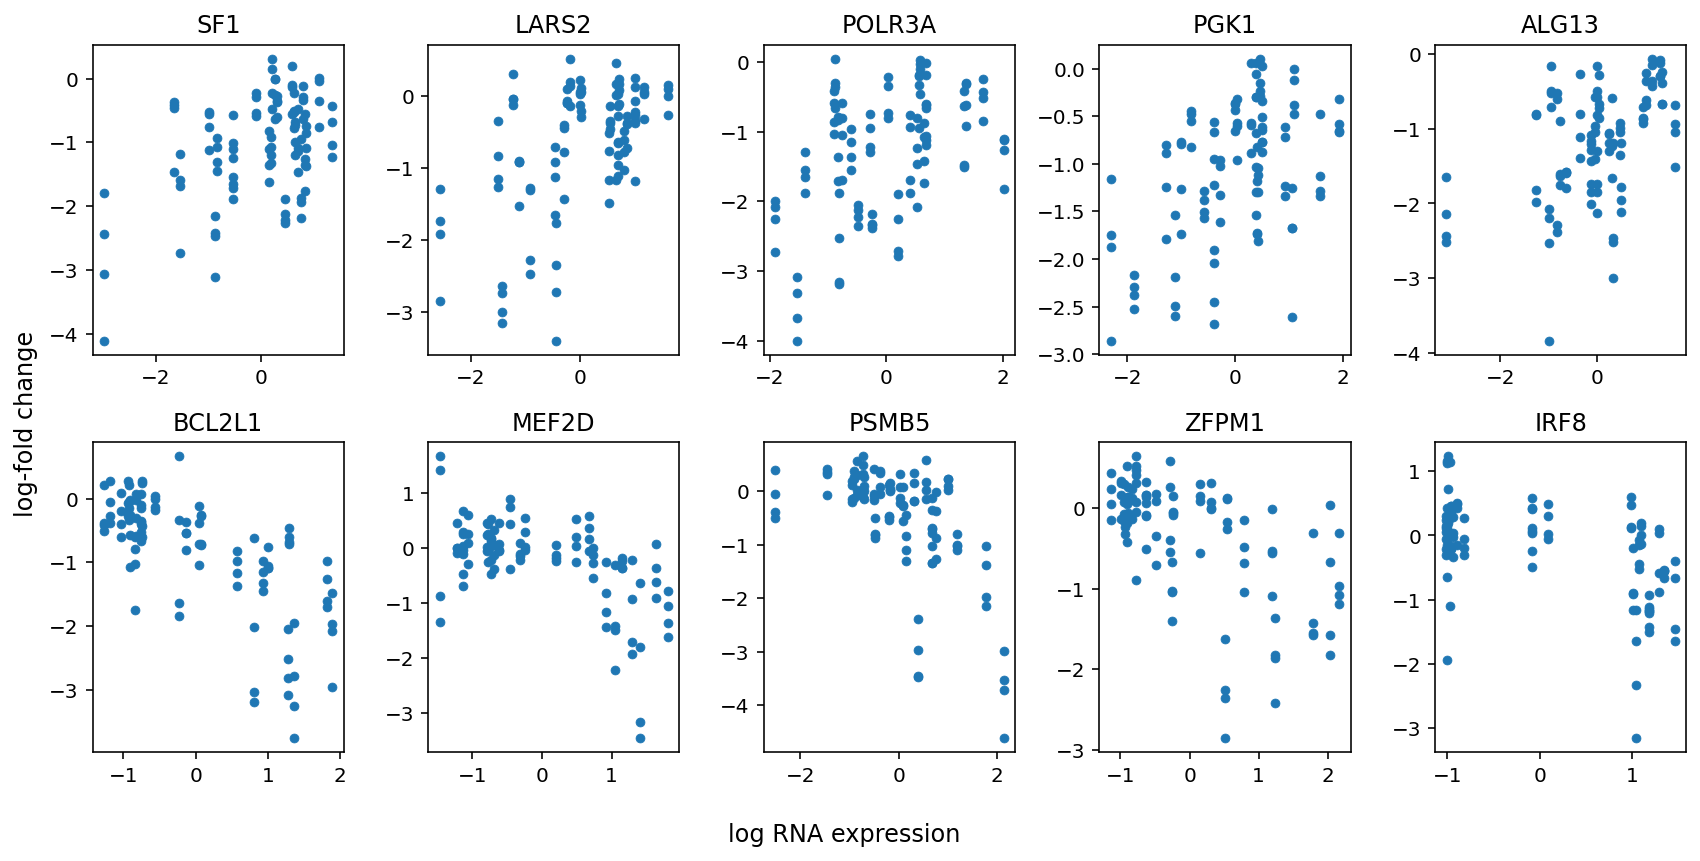 SF1 LARS2 POLR3A PGK1 ALG13
0 0 0 0.0 0
−1 −1 −1 −0.5 −1
−2 −2 −2 −1.0 −2
−3 −3 −3 −1.5 −3
−4 −4 −2.0 −4
−2.5
−3.0
−2 0 −2 0 −2 0 2 −2 0 2 −2 0
log-fold change
BCL2L1 MEF2D PSMB5 ZFPM1 IRF8
0 1 0 0 1
−1 0 −1 −1 0
−2 −1 −2 −2 −1
−3 −2 −3 −3 −2
−3 −4 −3
−1 0 1 2 −1 0 1 −2 0 2 −1 0 1 2 −1 0 1
log RNA expression